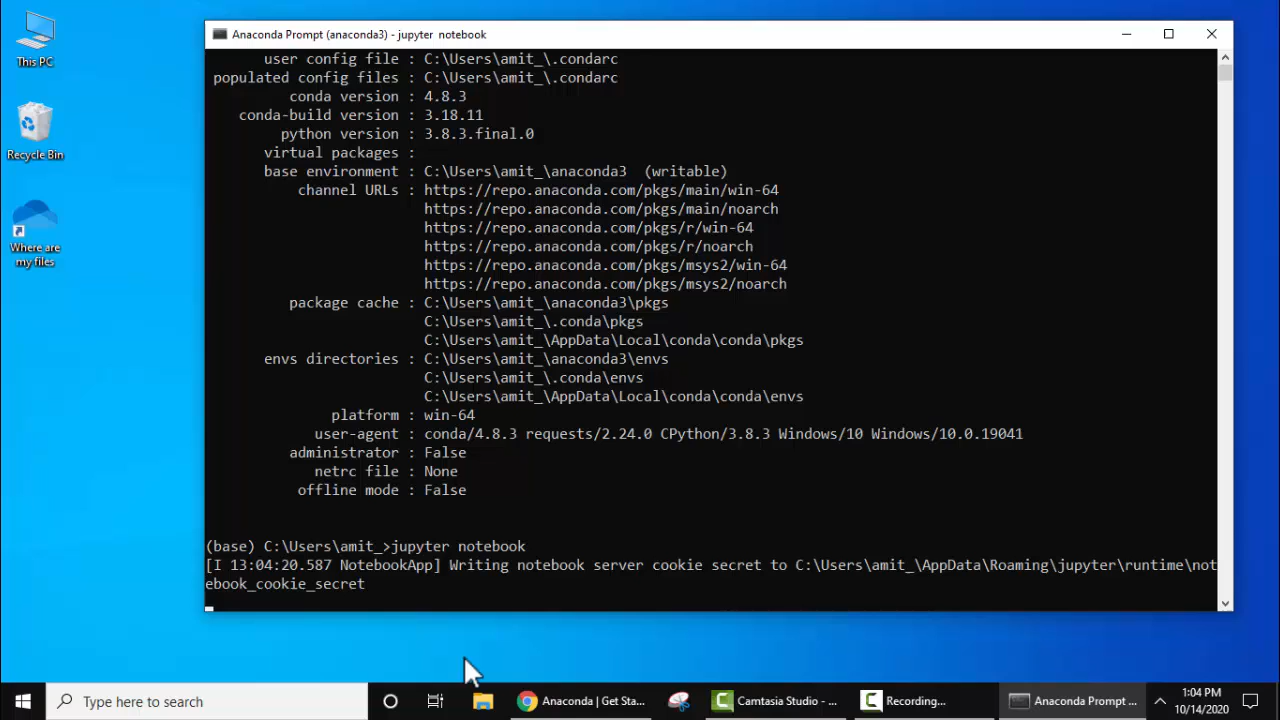 This PC
Recycle Bin
Where are
my files
Anaconda Prompt (anaconda3) - jupyter notebook
user config file : C:\Users\amit_\.condarc
populated config files : C:\Users\amit_\.condarc
conda version : 4.8.3
conda-build version : 3.18.11
python version : 3.8.3.final.0
virtual packages :
base environment : C:\Users\amit_\anaconda3  (writable)
channel URLs : https://repo.anaconda.com/pkgs/main/win-64
https://repo.anaconda.com/pkgs/main/noarch
https://repo.anaconda.com/pkgs/r/win-64
https://repo.anaconda.com/pkgs/r/noarch
https://repo.anaconda.com/pkgs/msys2/win-64
https://repo.anaconda.com/pkgs/msys2/noarch
package cache : C:\Users\amit_\anaconda3\pkgs
C:\Users\amit_\.conda\pkgs
C:\Users\amit_\AppData\Local\conda\conda\pkgs
envs directories : C:\Users\amit_\anaconda3\envs
C:\Users\amit_\.conda\envs
C:\Users\amit_\AppData\Local\conda\conda\envs
platform : win-64
user-agent : conda/4.8.3 requests/2.24.0 CPython/3.8.3 Windows/10 Windows/10.0.19041
administrator : False
netrc file : None
offline mode : False
(base) C:\Users\amit_>jupyter notebook
[I 13:04:20.587 NotebookApp] Writing notebook server cookie secret to C:\Users\amit_\AppData\Roaming\jupyter\runtime\not
ebook_cookie_secret
Type here to search
Anaconda | Get Sta...
Camtasia Studio - ...
Recording...
Anaconda Prompt ...
1:04 PM
10/14/2020